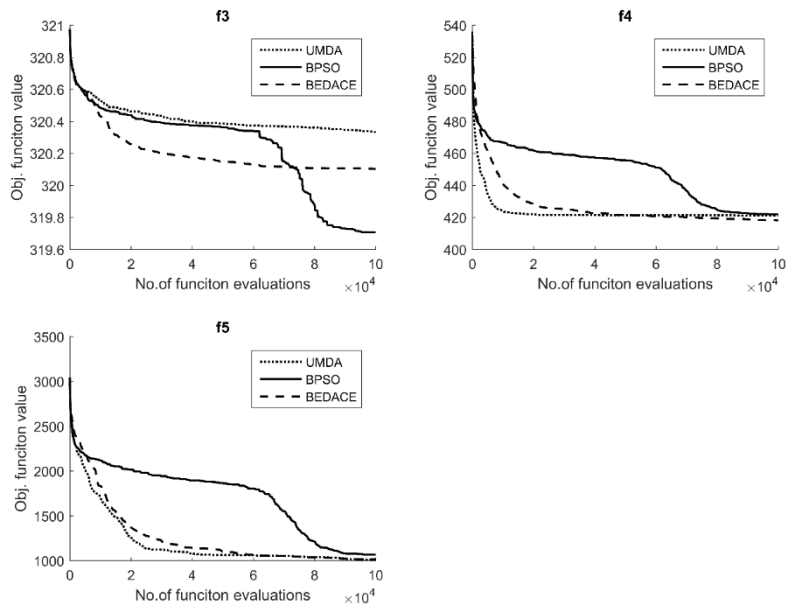 f3
321
320.8
320.6
320.4
320.2
320
319.8
319.6
Obj. funciton value
UMDA
BPSO
BEDACE
0 2 4 6 8 10
No.of funciton evaluations ×10^4
f4
540
520
500
480
460
440
420
400
Obj. funciton value
UMDA
BPSO
BEDACE
0 2 4 6 8 10
No.of funciton evaluations ×10^4
f5
3500
3000
2500
2000
1500
1000
Obj. funciton value
UMDA
BPSO
BEDACE
0 2 4 6 8 10
No.of funciton evaluations ×10^4